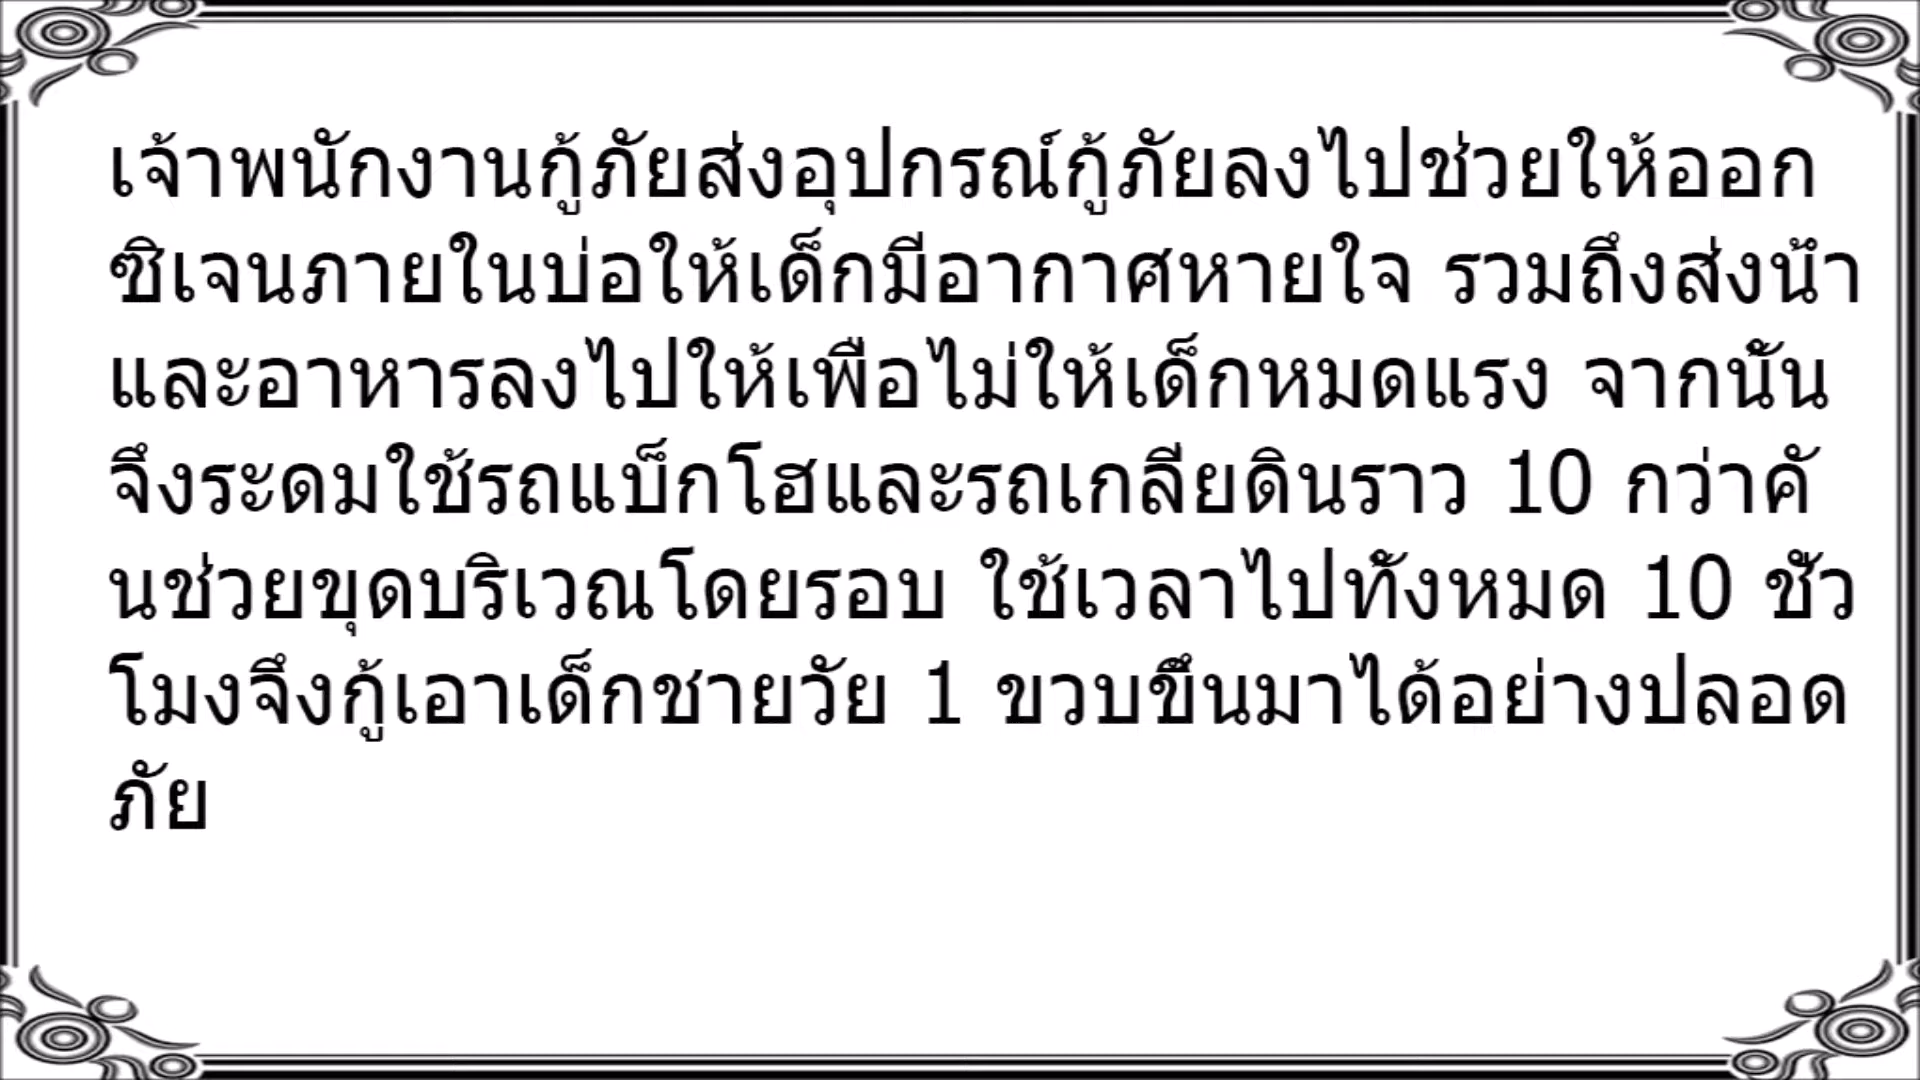 เจ้าพนักงานกู้ภัยส่งอุปกรณ์กู้ภัยลงไปช่วยให้ออก
ซิเจนภายในบ่อให้เด็กมีอากาศหายใจ รวมถึงส่งน้ำ
และอาหารลงไปให้เพื่อไม่ให้เด็กหมดแรง จากนั้น
จึงระดมใช้รถแบ็กโฮและรถเกลี่ยดินราว 10 กว่าคั
นช่วยขุดบริเวณโดยรอบ ใช้เวลาไปทั้งหมด 10 ชั่ว
โมงจึงกู้เอาเด็กชายวัย 1 ขวบขึ้นมาได้อย่างปลอด
ภัย